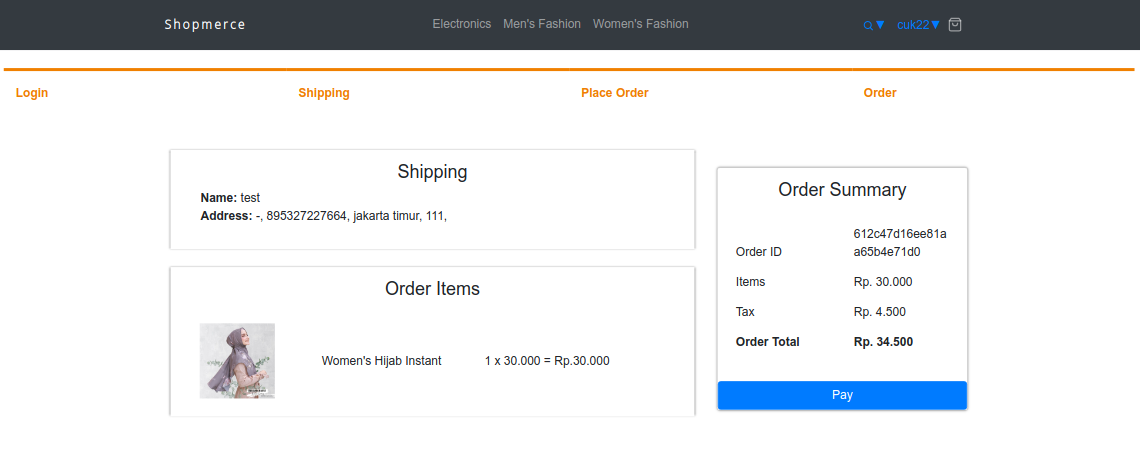 Shopmerce
Electronics Men's Fashion Women's Fashion
cuk22
Login
Shipping
Place Order
Order
Shipping
Name: test
Address: -, 895327227664, jakarta timur, 111,
Order Items
Women's Hijab Instant 1 x 30.000 = Rp.30.000
Order Summary
Order ID 612c47d16ee81a
a65b4e71d0
Items Rp. 30.000
Tax Rp. 4.500
Order Total Rp. 34.500
Pay